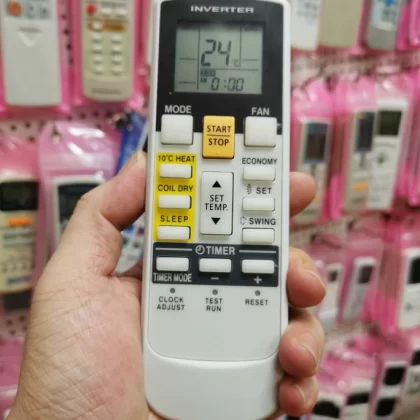 INVERTER
24°C
AM 0:00
MODE
FAN
START
STOP
10°C HEAT
ECONOMY
COIL DRY
SET
TEMP.
SET
SLEEP
SWING
TIMER
TIMER MODE
−
+
CLOCK
ADJUST
TEST
RUN
RESET